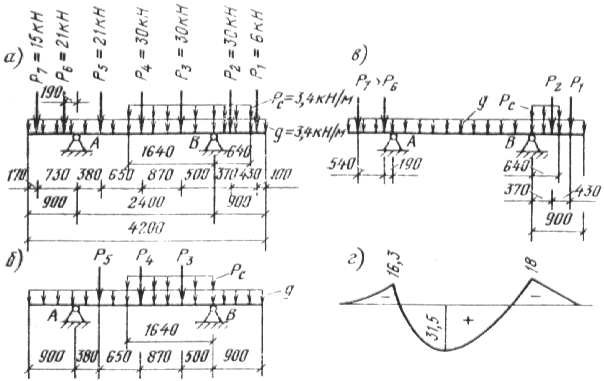 а)
P₇ = 15кН
P₆ = 21кН
P₅ = 21кН
P₄ = 30кН
P₃ = 30кН
P₂ = 30кН
P₁ = 6кН
190
Pс = 3,4кН/м
g = 3,4кН/м
A
B
1640
640
170
730
380
650
870
500
370
430
100
900
2400
900
4200
б)
P₅
P₄
P₃
Pс
g
A
B
1640
900
380
650
870
500
900
в)
P₇
P₆
g
Pс
P₂
P₁
A
B
540
190
640
370
430
900
г)
16,3
18
31,5
−
+
−